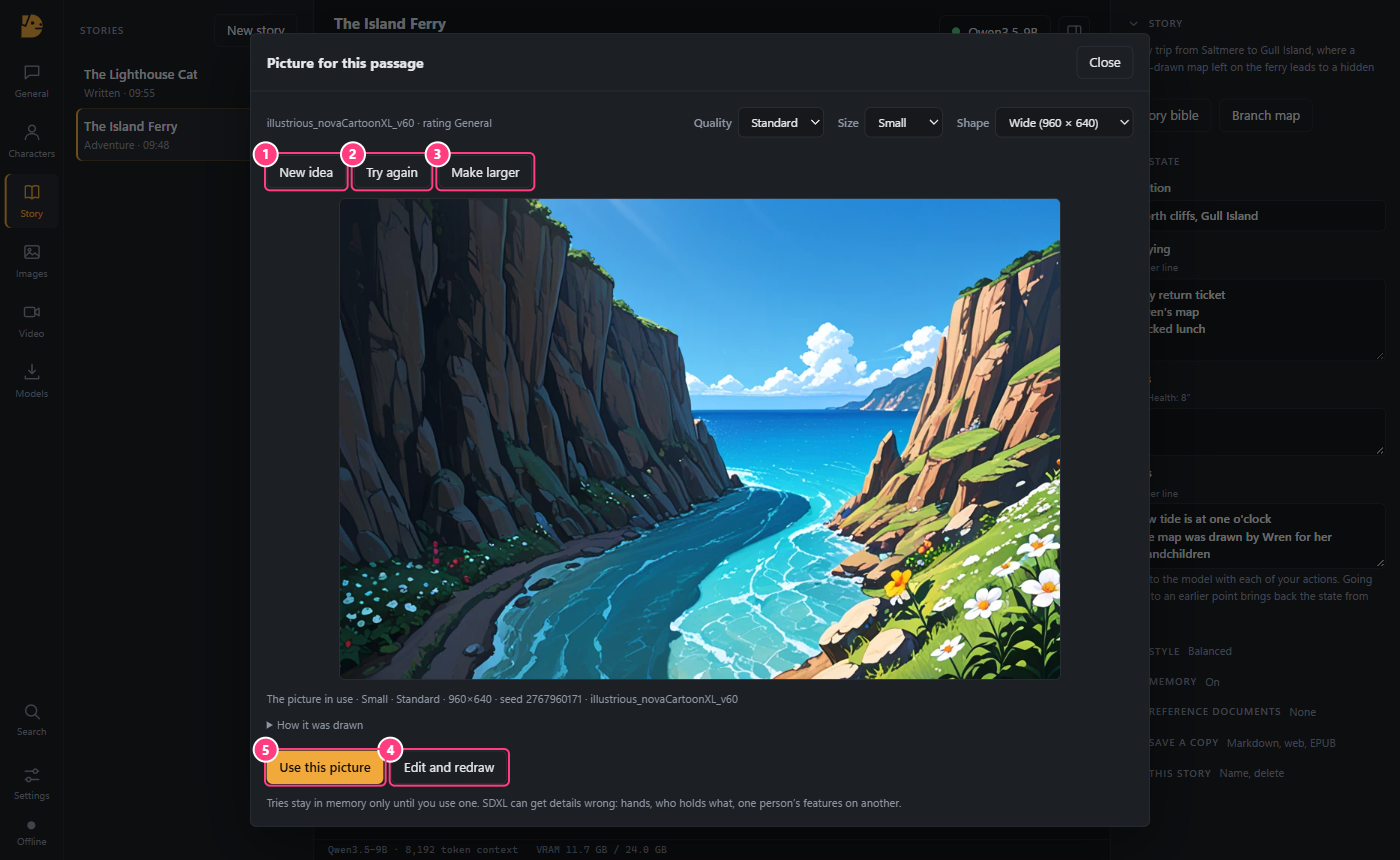 STORIES
New story
The Island Ferry
Qwen3.5-9B
STORY
General
Characters
Story
Images
Video
Models
Search
Settings
Offline
The Lighthouse Cat
Written · 09:55
The Island Ferry
Adventure · 09:48
Picture for this passage
Close
illustrious_novaCartoonXL_v60 · rating General
Quality Standard Size Small Shape Wide (960 × 640)
1 New idea 2 Try again 3 Make larger
The picture in use · Small · Standard · 960×640 · seed 2767960171 · illustrious_novaCartoonXL_v60
How it was drawn
5 Use this picture 4 Edit and redraw
Tries stay in memory only until you use one. SDXL can get details wrong: hands, who holds what, one person's features on another.
Qwen3.5-9B · 8,192 token context VRAM 11.7 GB / 24.0 GB
trip from Saltmere to Gull Island, where a
-drawn map left on the ferry leads to a hidden
bible
Branch map
STATE
cliffs, Gull Island
line
return ticket
map
lunch
Health: 8"
line
tide is at one o'clock
map was drawn by Wren for her
to the model with each of your actions. Going
to an earlier point brings back the state from
STYLE Balanced
MEMORY On
REFERENCE DOCUMENTS None
SAVE A COPY Markdown, web, EPUB
THIS STORY Name, delete